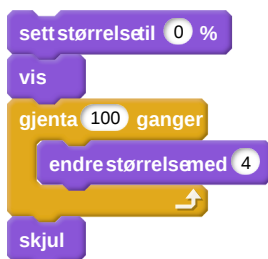 sett størrelse til 0 %
vis
gjenta 100 ganger
endre størrelse med 4
skjul